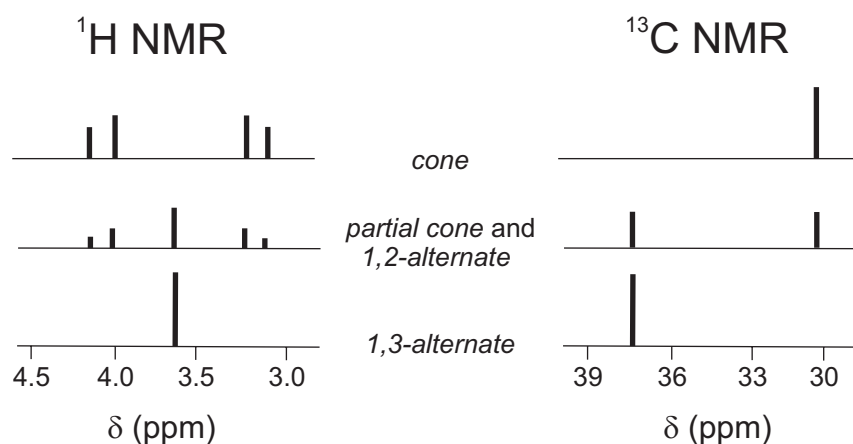 ¹H NMR
¹³C NMR
cone
partial cone and
1,2-alternate
1,3-alternate
4.5 4.0 3.5 3.0
39 36 33 30
δ (ppm)
δ (ppm)